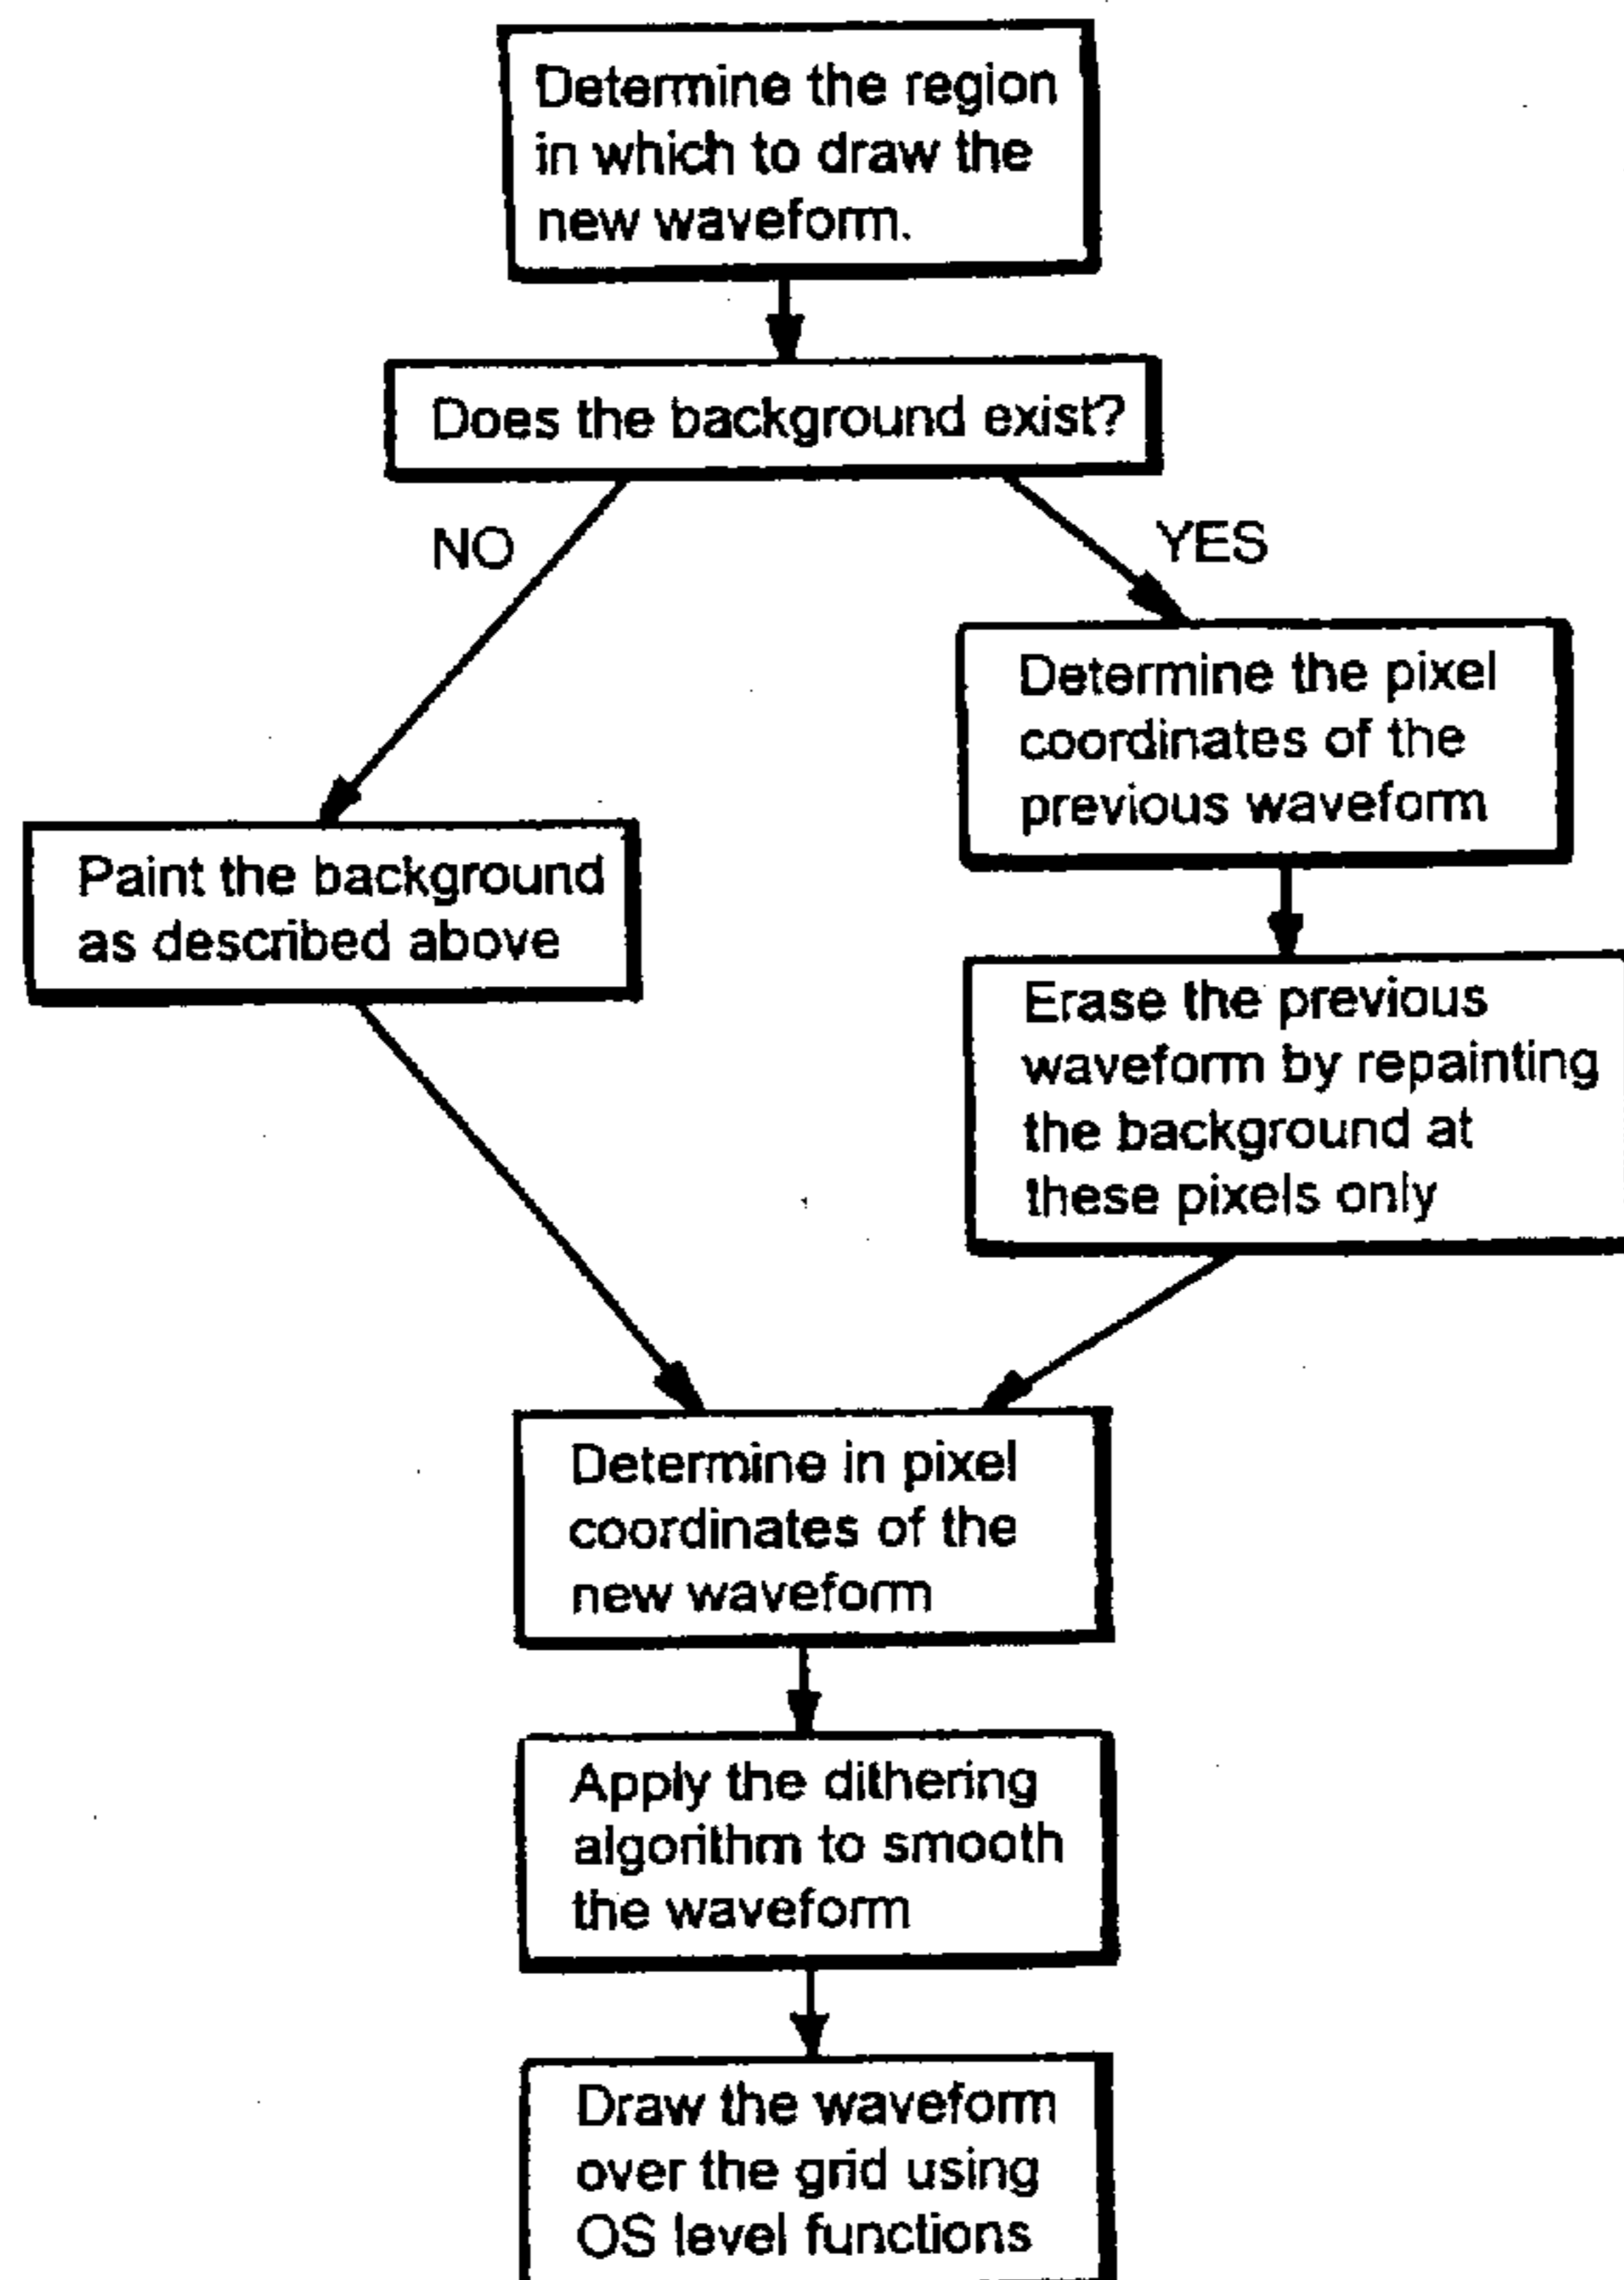 Determine the region
in which to draw the
new waveform.
Does the background exist?
NO
YES
Determine the pixel
coordinates of the
previous waveform
Paint the background
as described above
Erase the previous
waveform by repainting
the background at
these pixels only
Determine in pixel
coordinates of the
new waveform
Apply the dithering
algorithm to smooth
the waveform
Draw the waveform
over the grid using
OS level functions